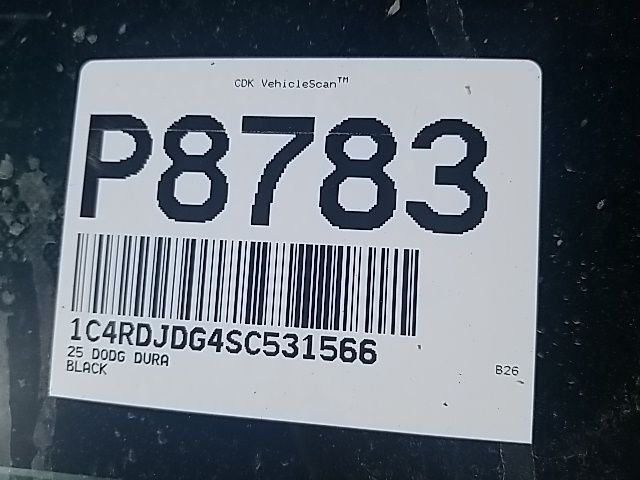 CDK VehicleScan™
P8783
1C4RDJDG4SC531566
25 DODG DURA
BLACK
B26